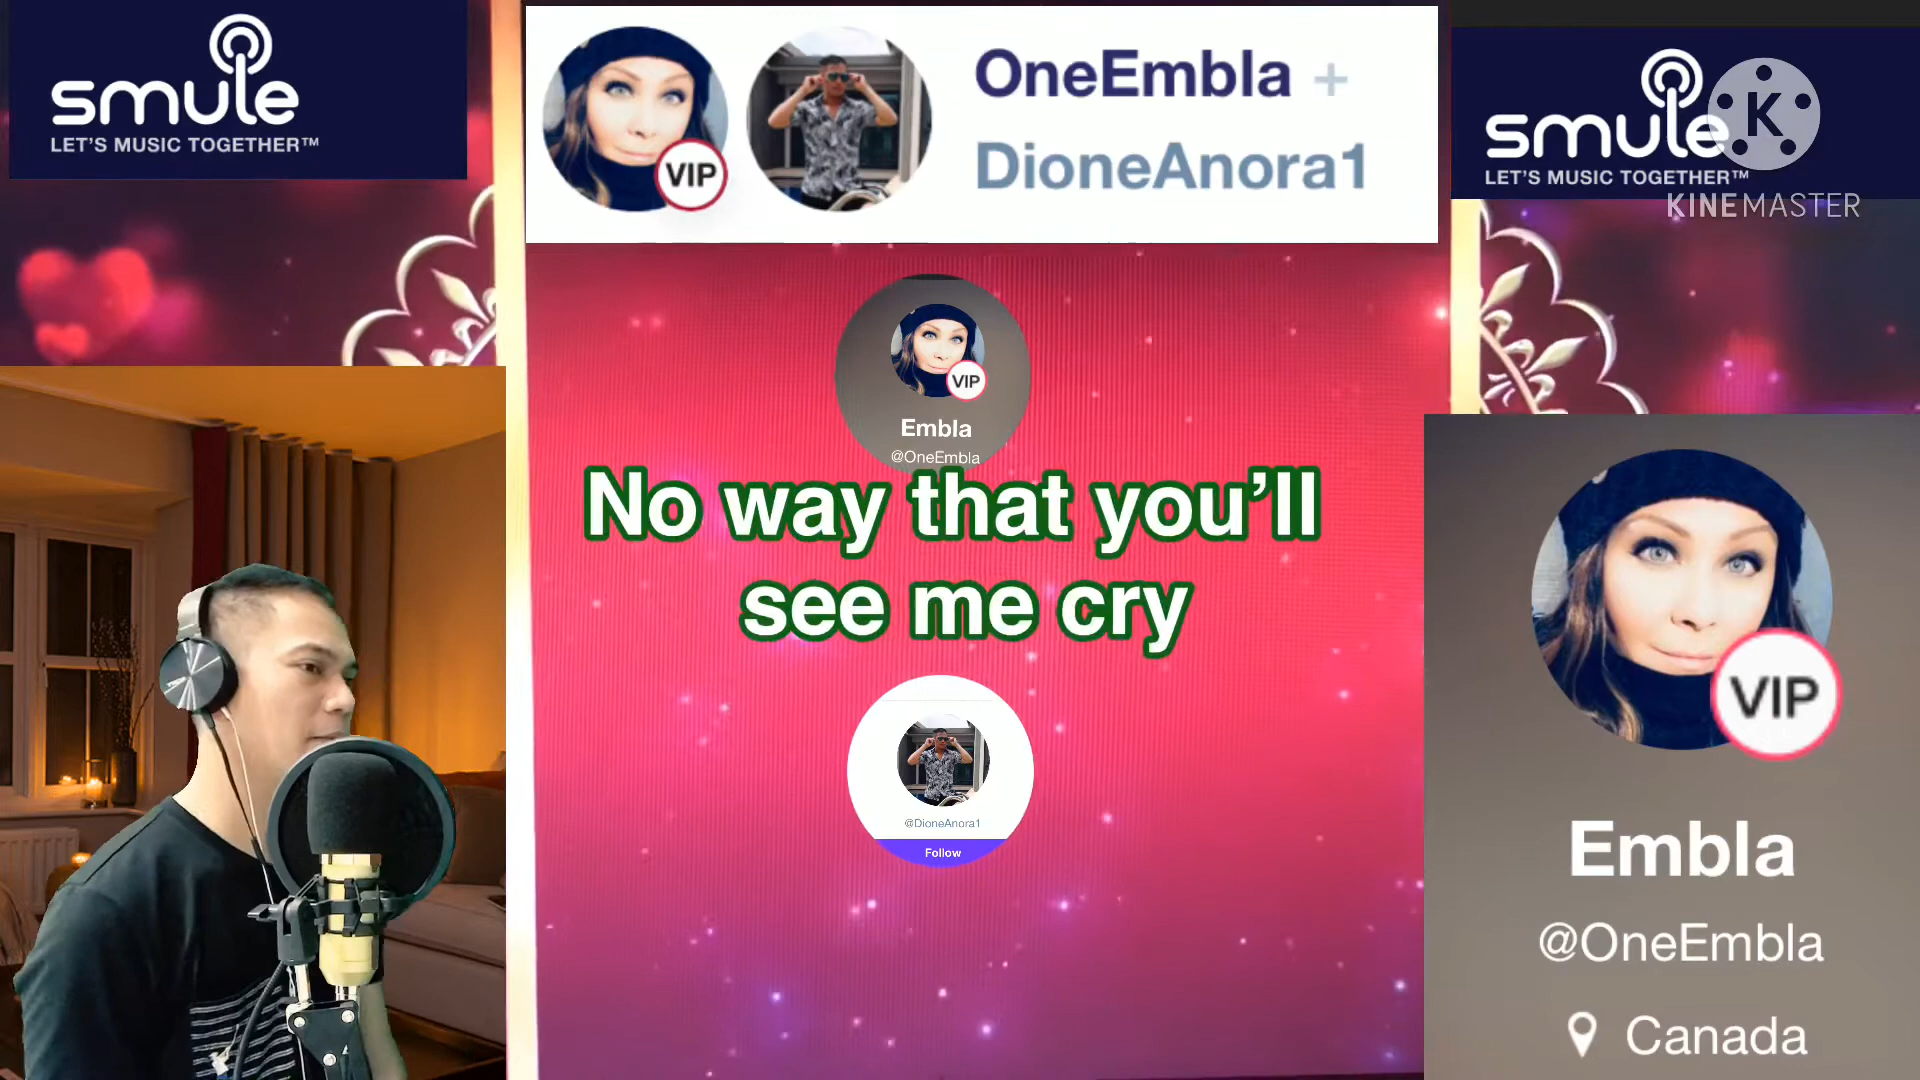 smule
LET'S MUSIC TOGETHER™
VIP
OneEmbla +
DioneAnora1
smule
LET'S MUSIC TOGETHER™
K
KINEMASTER
VIP
Embla
@OneEmbla
No way that you’ll
see me cry
@DioneAnora1
Follow
VIP
Embla
@OneEmbla
Canada